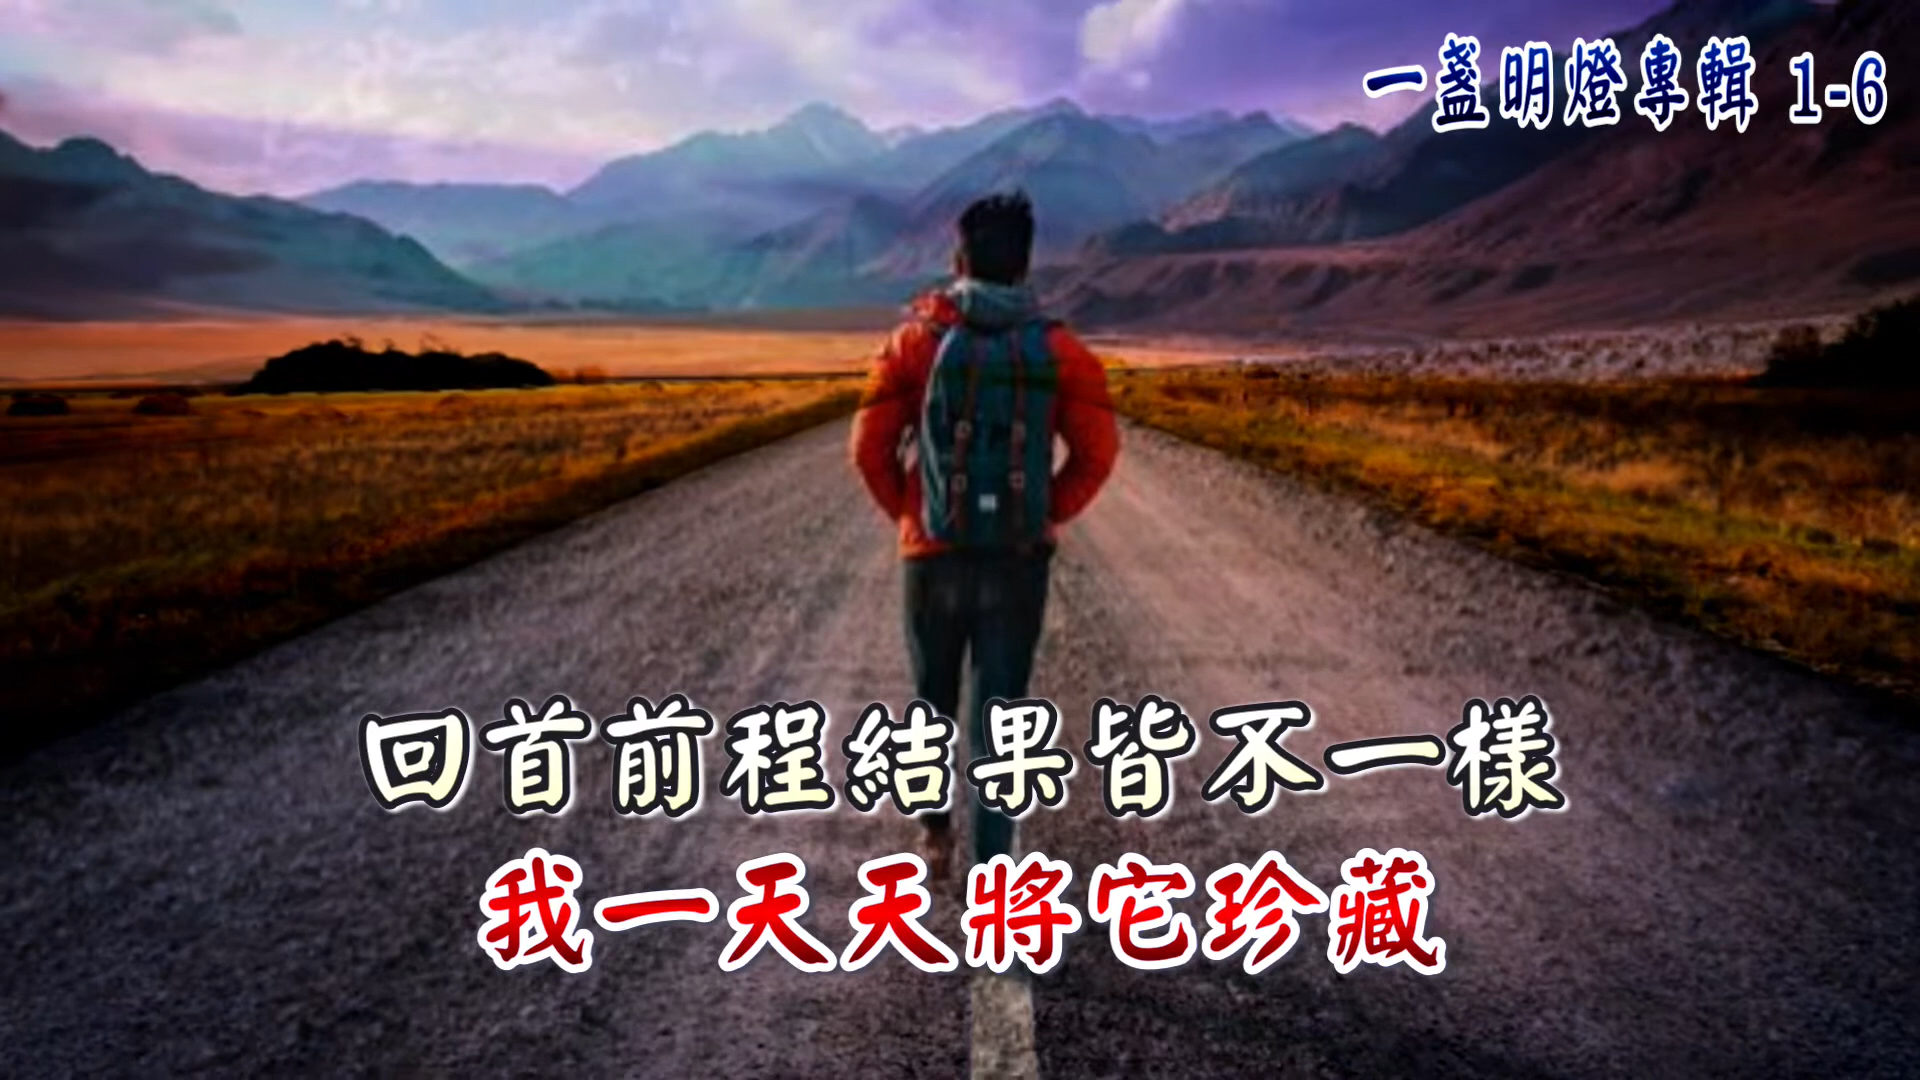 一盞明燈專輯 1-6
回首前程結果皆不一樣
我一天天將它珍藏